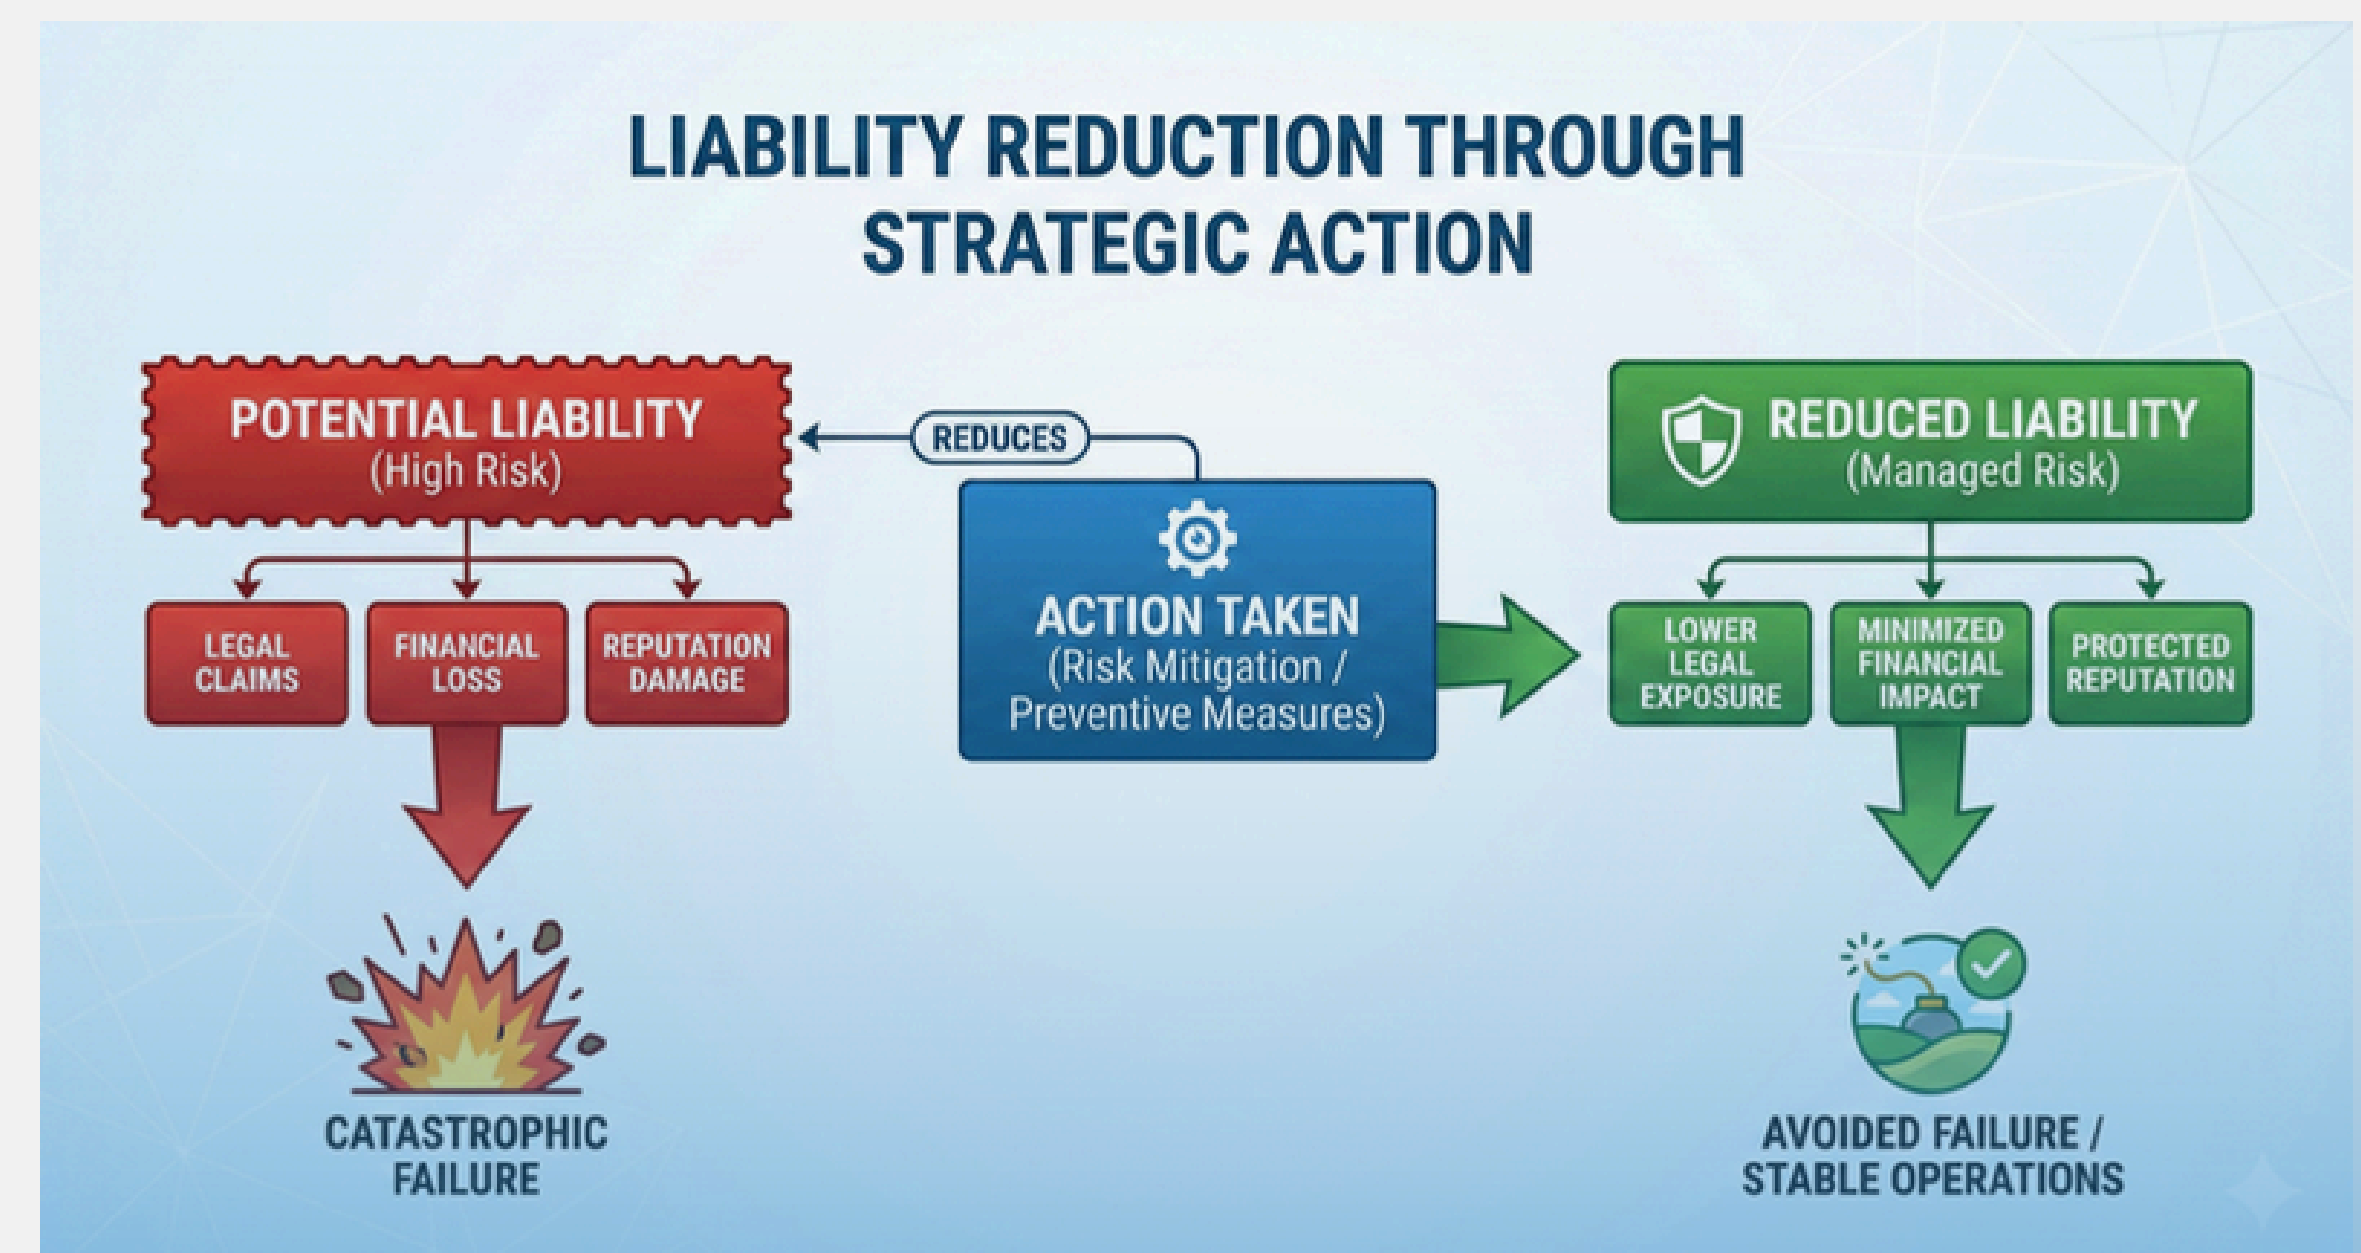 LIABILITY REDUCTION THROUGH
STRATEGIC ACTION
POTENTIAL LIABILITY
(High Risk)
LEGAL
CLAIMS
FINANCIAL
LOSS
REPUTATION
DAMAGE
CATASTROPHIC
FAILURE
REDUCES
ACTION TAKEN
(Risk Mitigation /
Preventive Measures)
REDUCED LIABILITY
(Managed Risk)
LOWER
LEGAL
EXPOSURE
MINIMIZED
FINANCIAL
IMPACT
PROTECTED
REPUTATION
AVOIDED FAILURE /
STABLE OPERATIONS